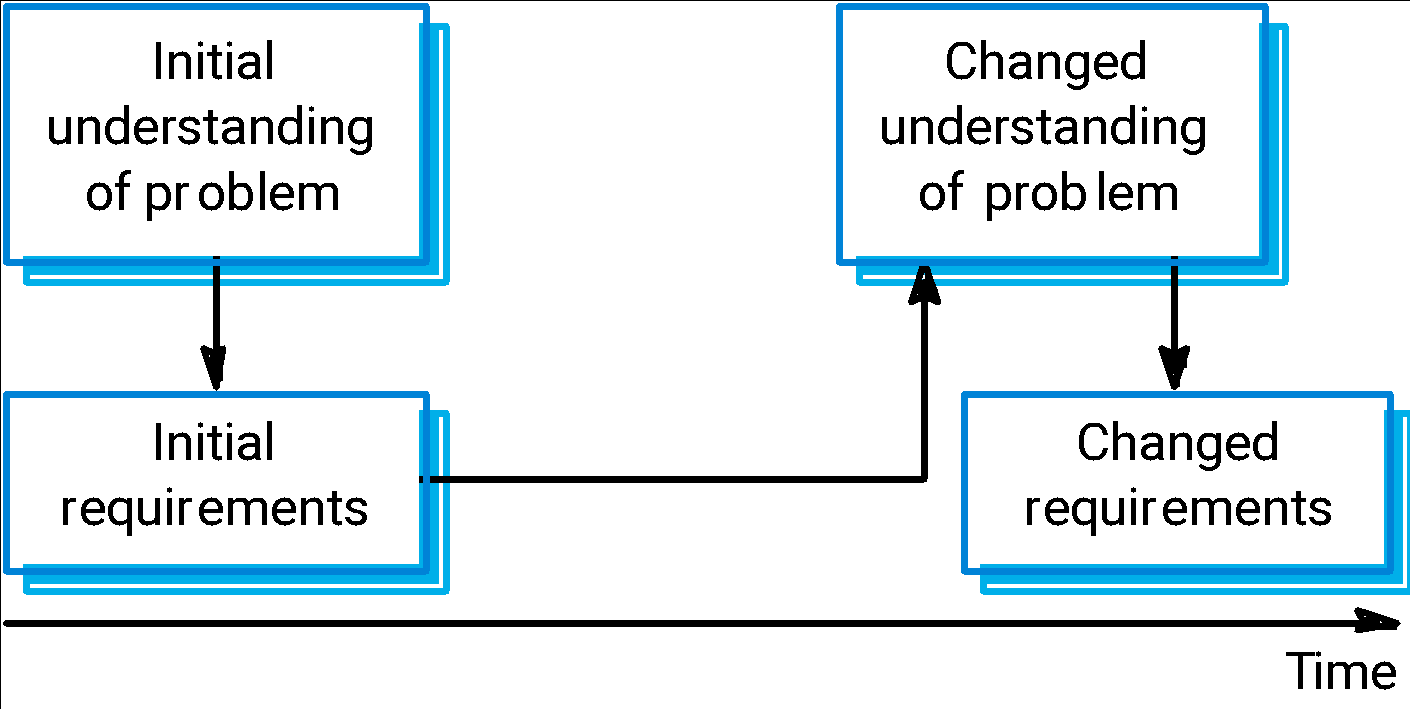 Initial
understanding
of problem
Changed
understanding
of problem
Initial
requirements
Changed
requirements
Time